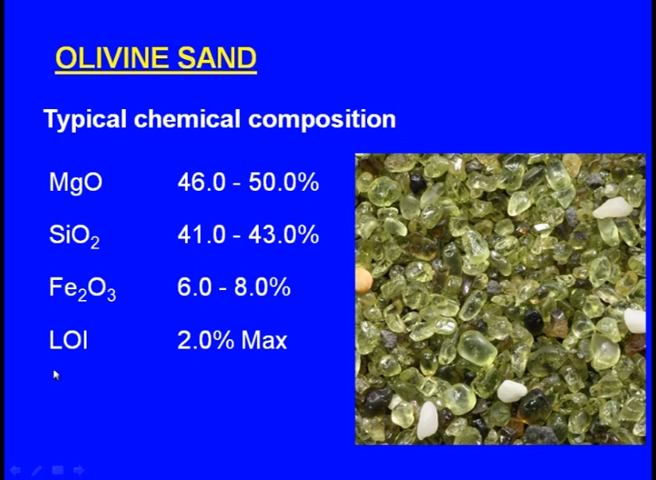 OLIVINE SAND
Typical chemical composition
MgO 46.0 - 50.0%
SiO₂ 41.0 - 43.0%
Fe₂O₃ 6.0 - 8.0%
LOI 2.0% Max